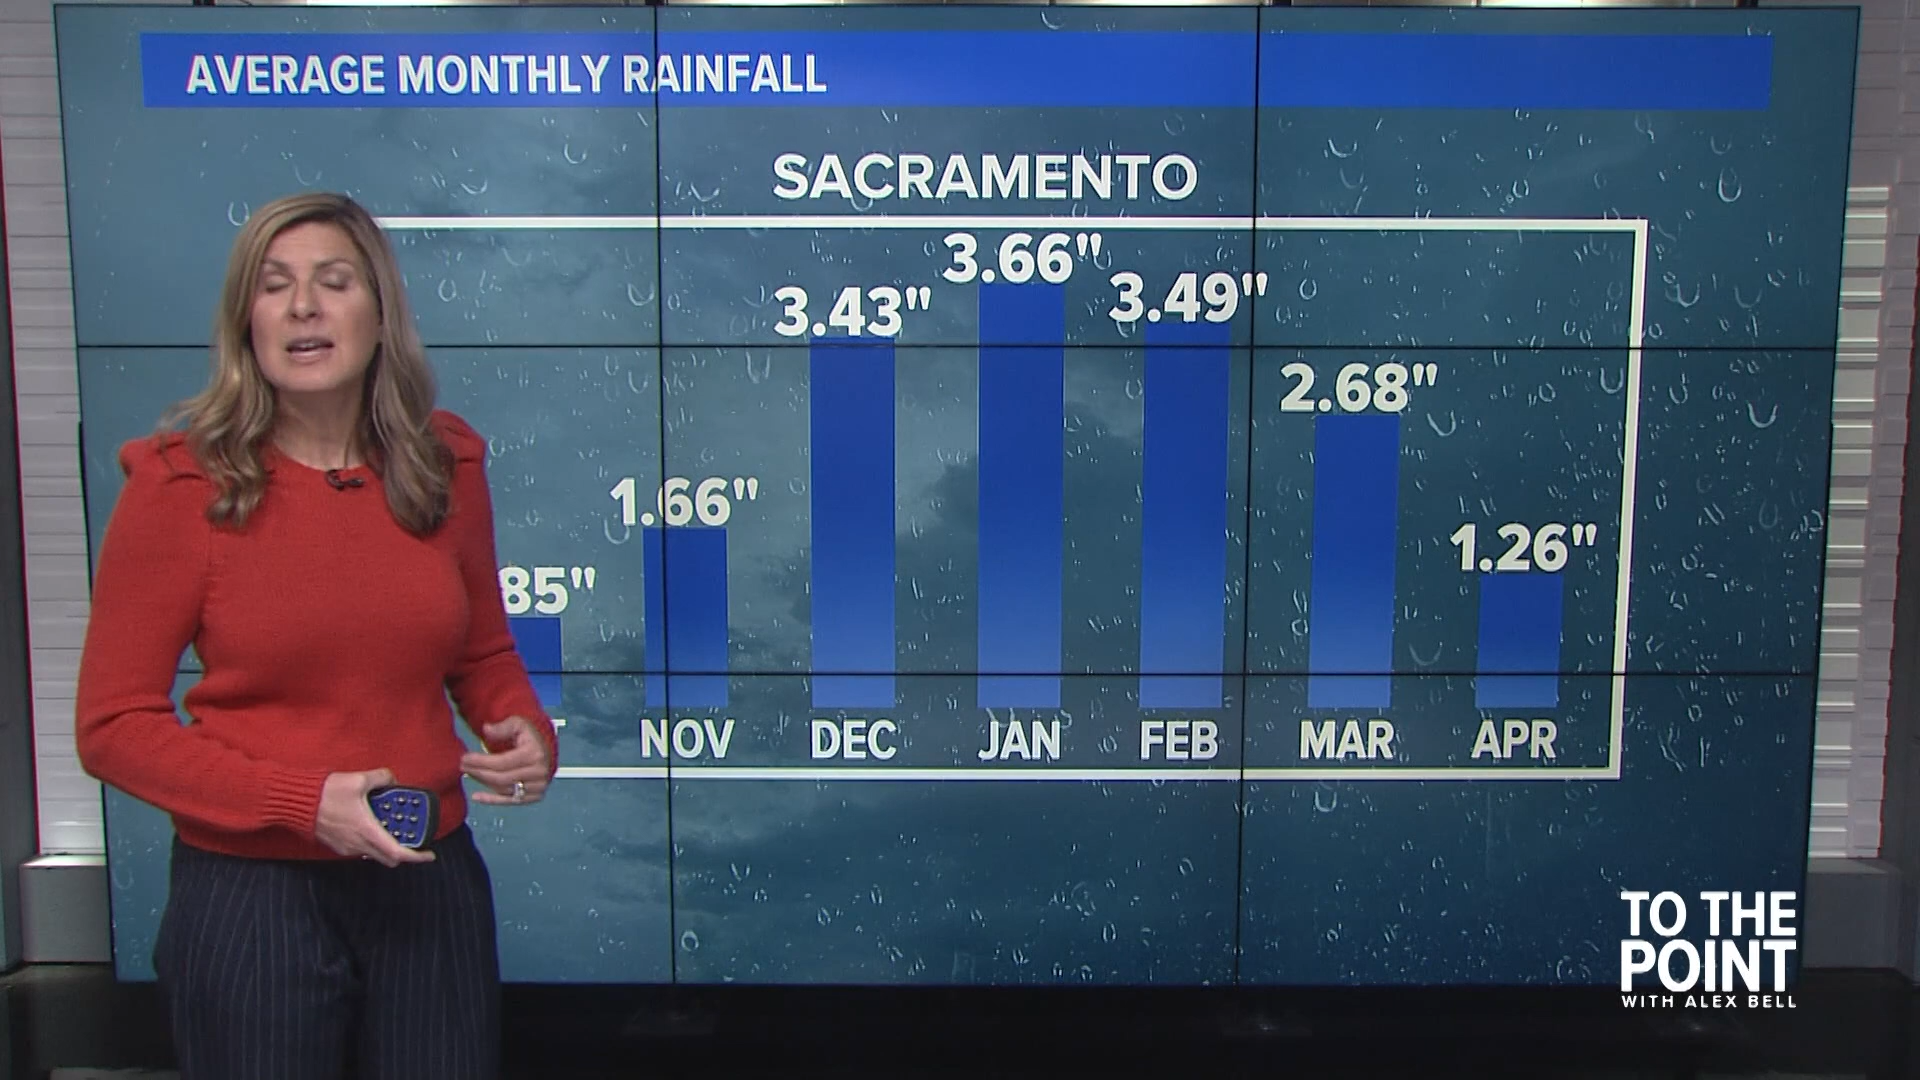 AVERAGE MONTHLY RAINFALL
SACRAMENTO
85" 1.66" 3.43" 3.66" 3.49" 2.68" 1.26"
NOV DEC JAN FEB MAR APR
TO THE
POINT
WITH ALEX BELL